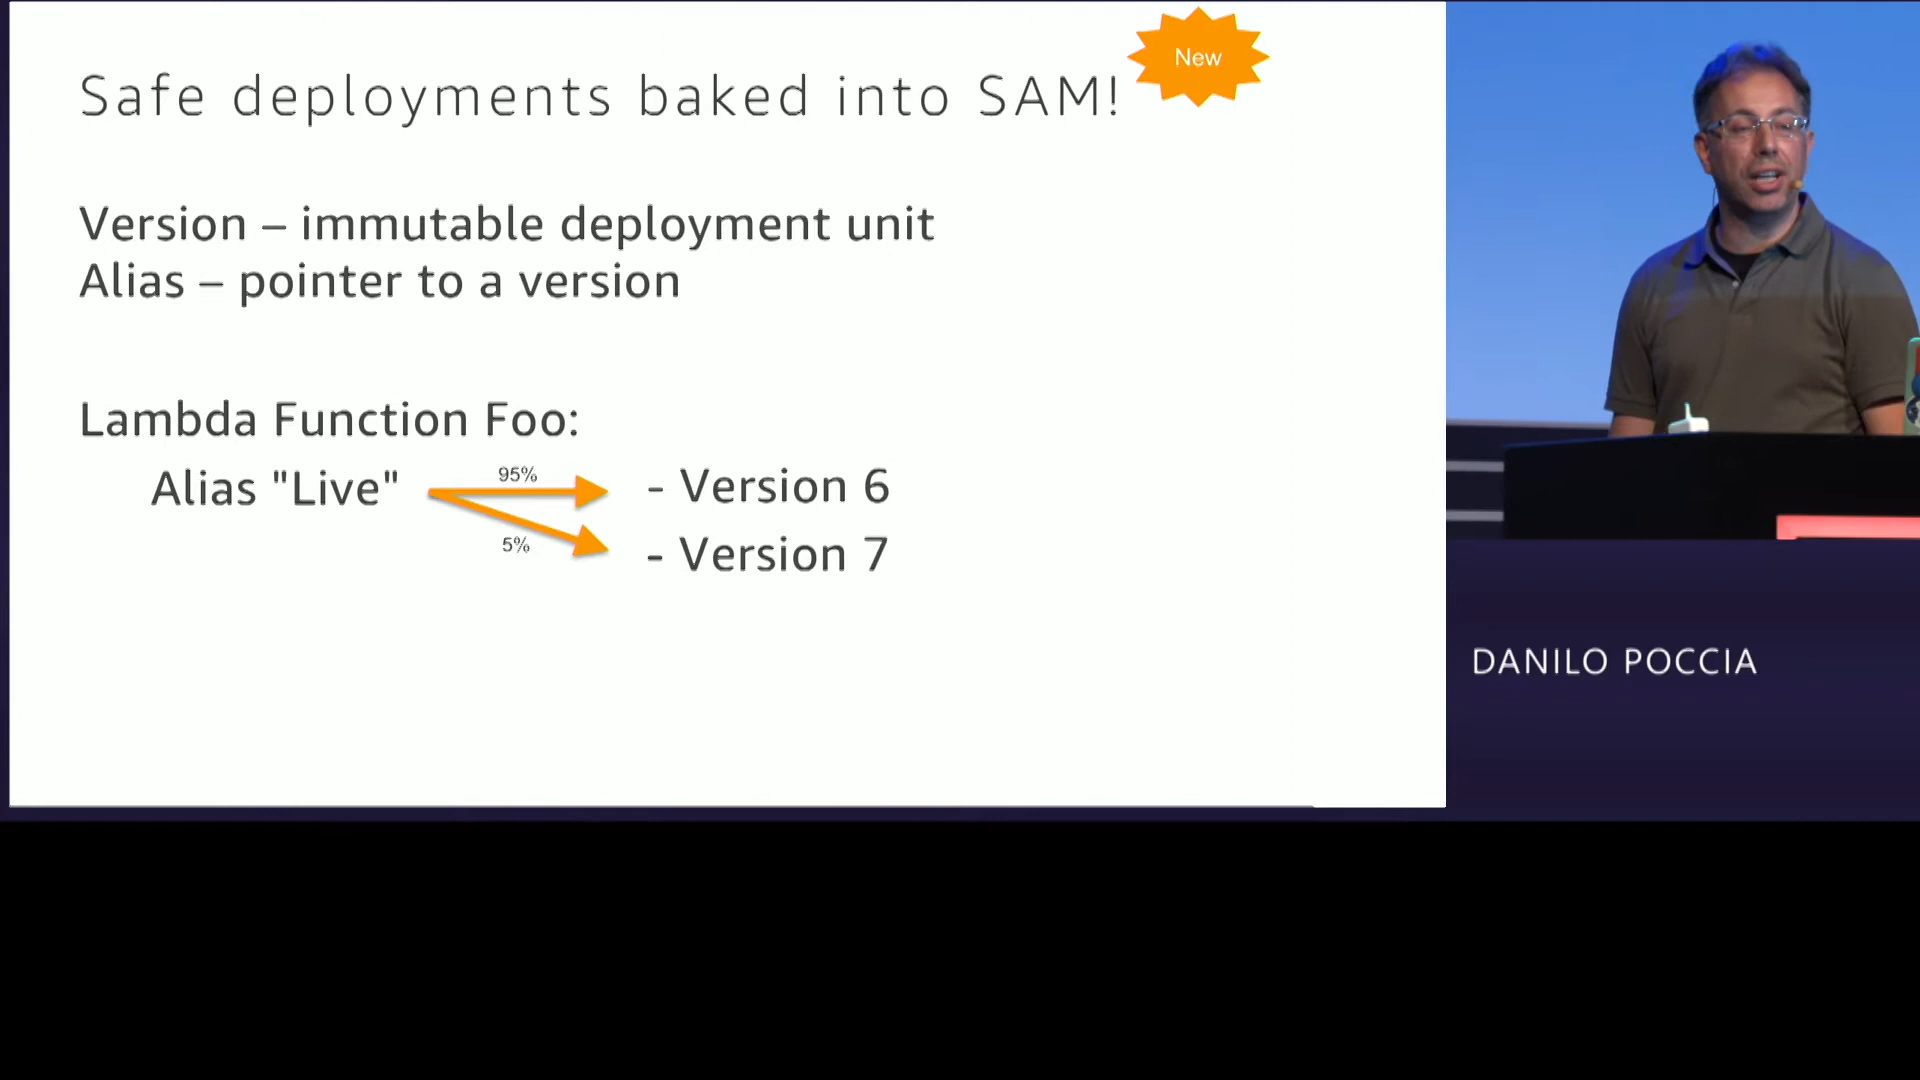 Safe deployments baked into SAM!
New
Version – immutable deployment unit
Alias – pointer to a version
Lambda Function Foo:
Alias "Live"
95%
- Version 6
5%
- Version 7
DANILO POCCIA